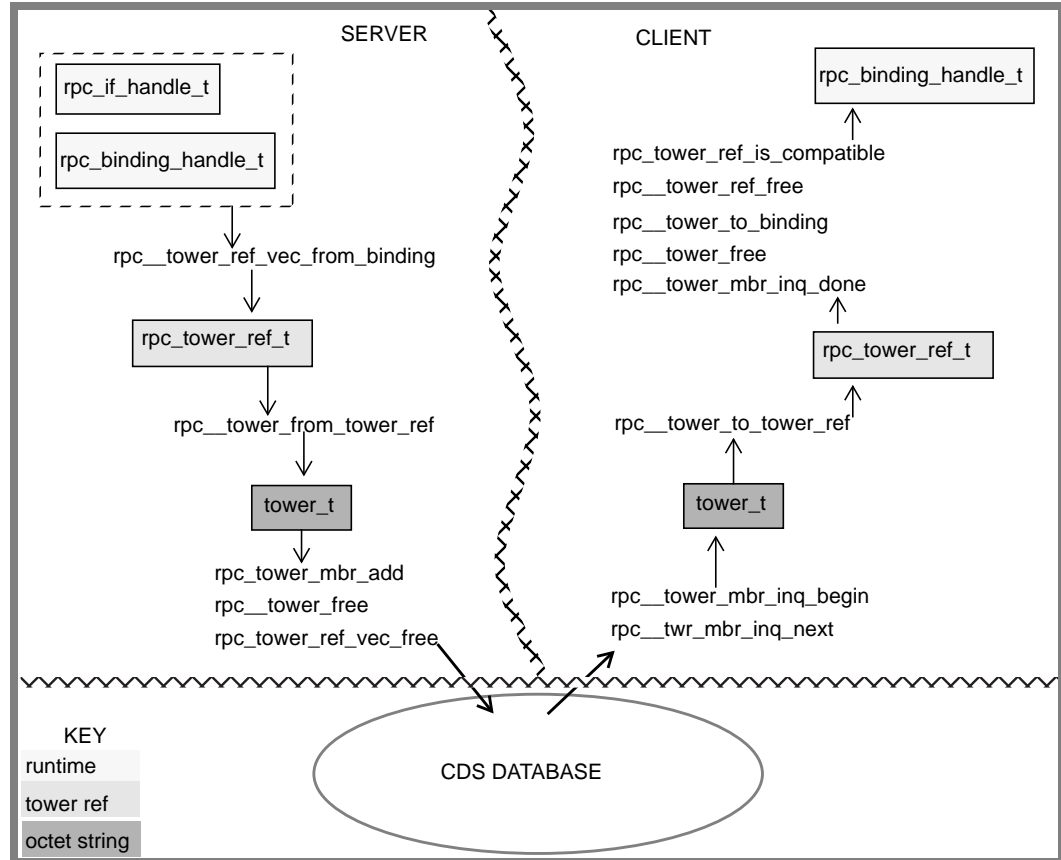 SERVER
rpc_if_handle_t
rpc_binding_handle_t
rpc__tower_ref_vec_from_binding
rpc_tower_ref_t
rpc__tower_from_tower_ref
tower_t
rpc_tower_mbr_add
rpc__tower_free
rpc_tower_ref_vec_free
CLIENT
rpc_binding_handle_t
rpc_tower_ref_is_compatible
rpc__tower_ref_free
rpc__tower_to_binding
rpc__tower_free
rpc__tower_mbr_inq_done
rpc_tower_ref_t
rpc__tower_to_tower_ref
tower_t
rpc__tower_mbr_inq_begin
rpc__twr_mbr_inq_next
CDS DATABASE
KEY
runtime
tower ref
octet string